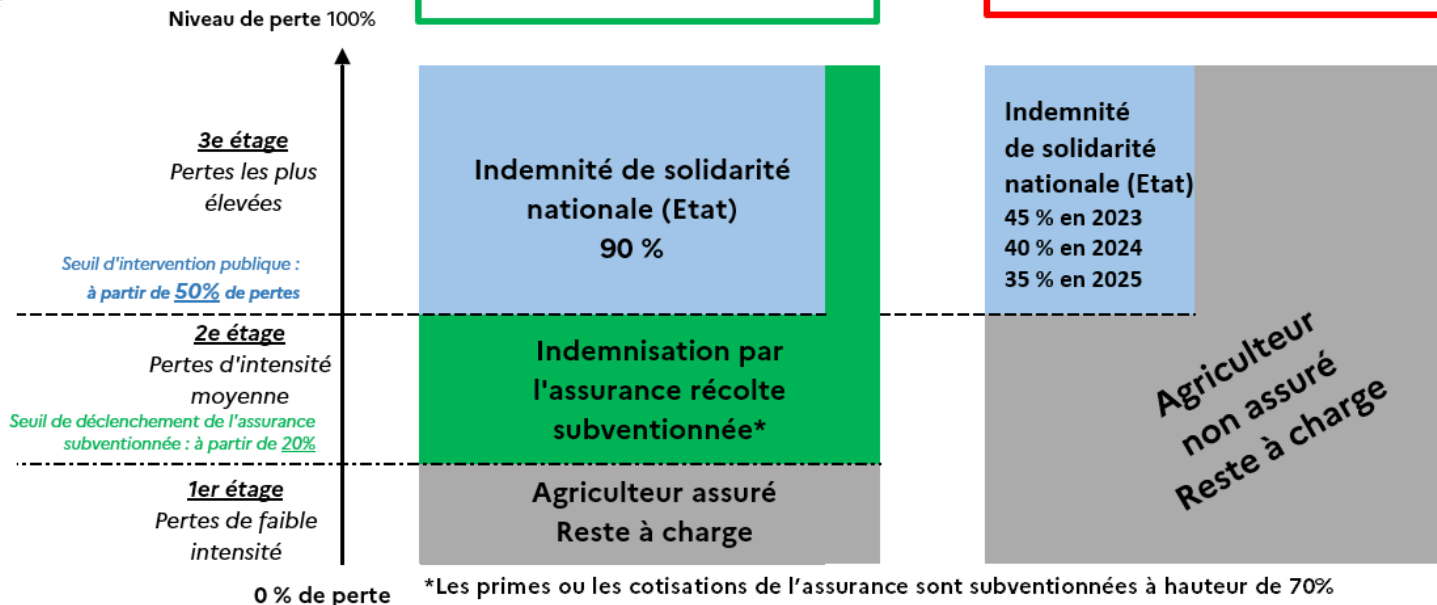 Niveau de perte 100%
3e étage
Pertes les plus
élevées
Seuil d'intervention publique :
à partir de 50% de pertes
2e étage
Pertes d'intensité
moyenne
Seuil de déclenchement de l'assurance
subventionnée : à partir de 20%
1er étage
Pertes de faible
intensité
0 % de perte
Indemnité de solidarité
nationale (Etat)
90 %
Indemnisation par
l'assurance récolte
subventionnée*
Agriculteur assuré
Reste à charge
Indemnité
de solidarité
nationale (Etat)
45 % en 2023
40 % en 2024
35 % en 2025
Agriculteur
non assuré
Reste à charge
*Les primes ou les cotisations de l’assurance sont subventionnées à hauteur de 70%